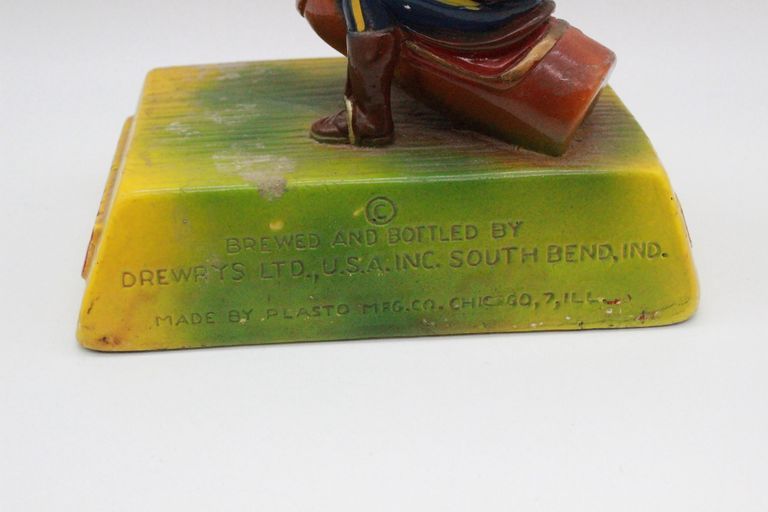 ©
BREWED AND BOTTLED BY
DREWRYS LTD., U.S.A. INC. SOUTH BEND, IND.
MADE BY PLASTO MFG. CO. CHICAGO, 7, ILL.